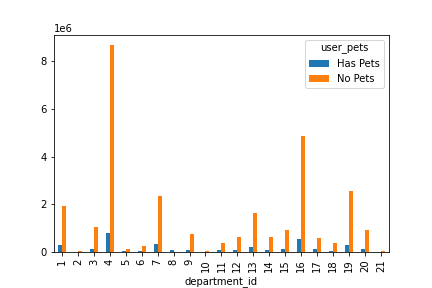 1e6
user_pets
Has Pets
No Pets
8
6
4
2
0
1 2 3 4 5 6 7 8 9 10 11 12 13 14 15 16 17 18 19 20 21
department_id